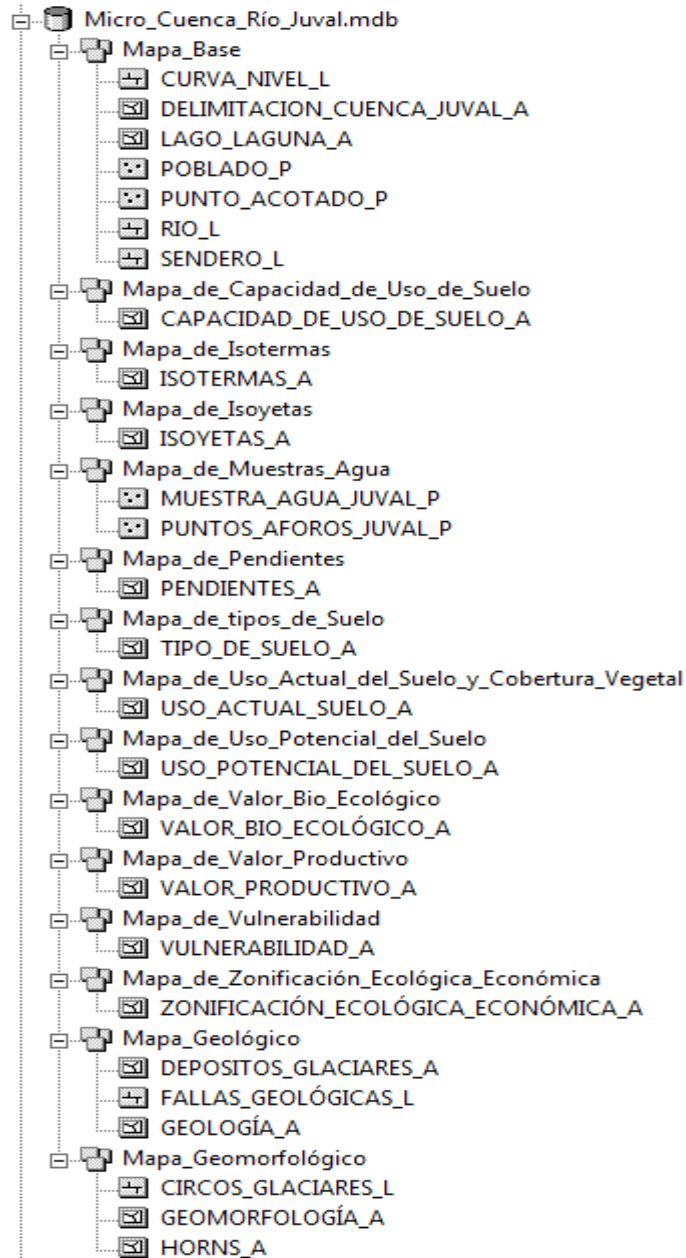 Micro_Cuenca_Río_Juval.mdb
Mapa_Base
CURVA_NIVEL_L
DELIMITACION_CUENCA_JUVAL_A
LAGO_LAGUNA_A
POBLADO_P
PUNTO_ACOTADO_P
RIO_L
SENDERO_L
Mapa_de_Capacidad_de_Uso_de_Suelo
CAPACIDAD_DE_USO_DE_SUELO_A
Mapa_de_Isotermas
ISOTERMAS_A
Mapa_de_Isoyetas
ISOYETAS_A
Mapa_de_Muestras_Agua
MUESTRA_AGUA_JUVAL_P
PUNTOS_AFOROS_JUVAL_P
Mapa_de_Pendientes
PENDIENTES_A
Mapa_de_tipos_de_Suelo
TIPO_DE_SUELO_A
Mapa_de_Uso_Actual_del_Suelo_y_Cobertura_Vegetal
USO_ACTUAL_SUELO_A
Mapa_de_Uso_Potencial_del_Suelo
USO_POTENCIAL_DEL_SUELO_A
Mapa_de_Valor_Bio_Ecológico
VALOR_BIO_ECOLÓGICO_A
Mapa_de_Valor_Productivo
VALOR_PRODUCTIVO_A
Mapa_de_Vulnerabilidad
VULNERABILIDAD_A
Mapa_de_Zonificación_Ecológica_Económica
ZONIFICACIÓN_ECOLÓGICA_ECONÓMICA_A
Mapa_Geológico
DEPOSITOS_GLACIARES_A
FALLAS_GEOLÓGICAS_L
GEOLOGÍA_A
Mapa_Geomorfológico
CIRCOS_GLACIARES_L
GEOMORFOLOGÍA_A
HORNS_A